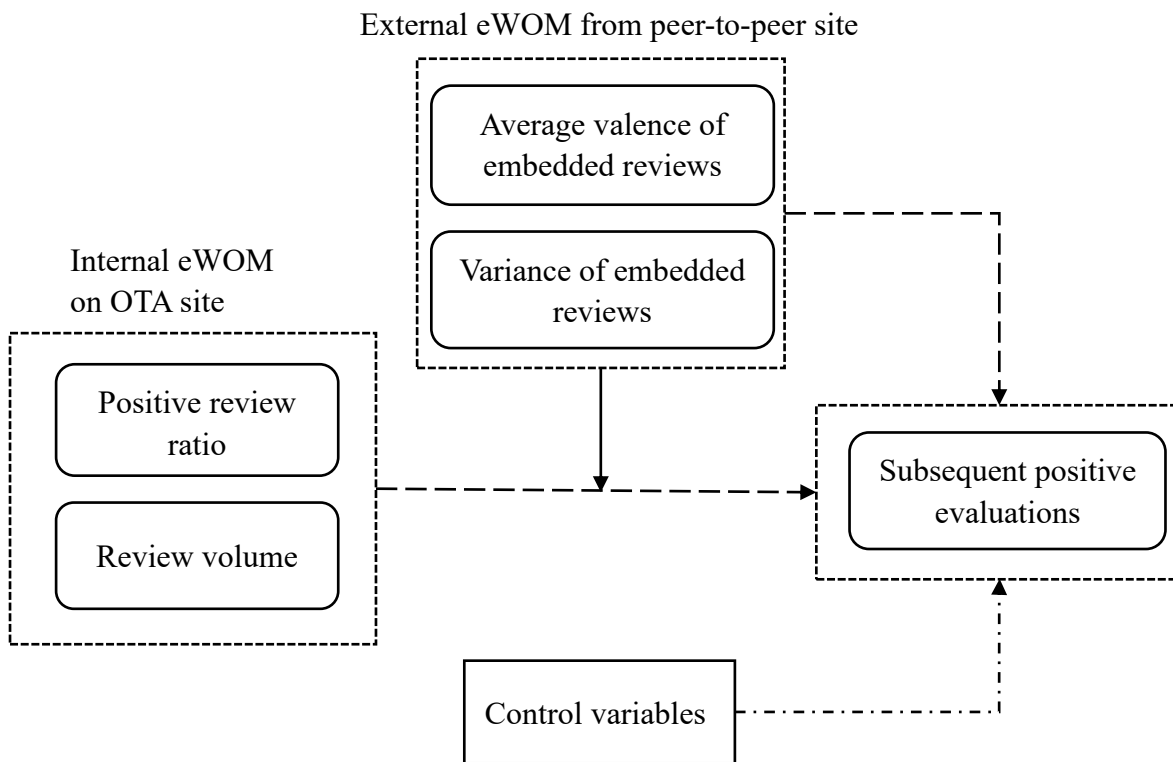 External eWOM from peer-to-peer site
Average valence of
embedded reviews
Variance of embedded
reviews
Internal eWOM
on OTA site
Positive review
ratio
Review volume
Subsequent positive
evaluations
Control variables